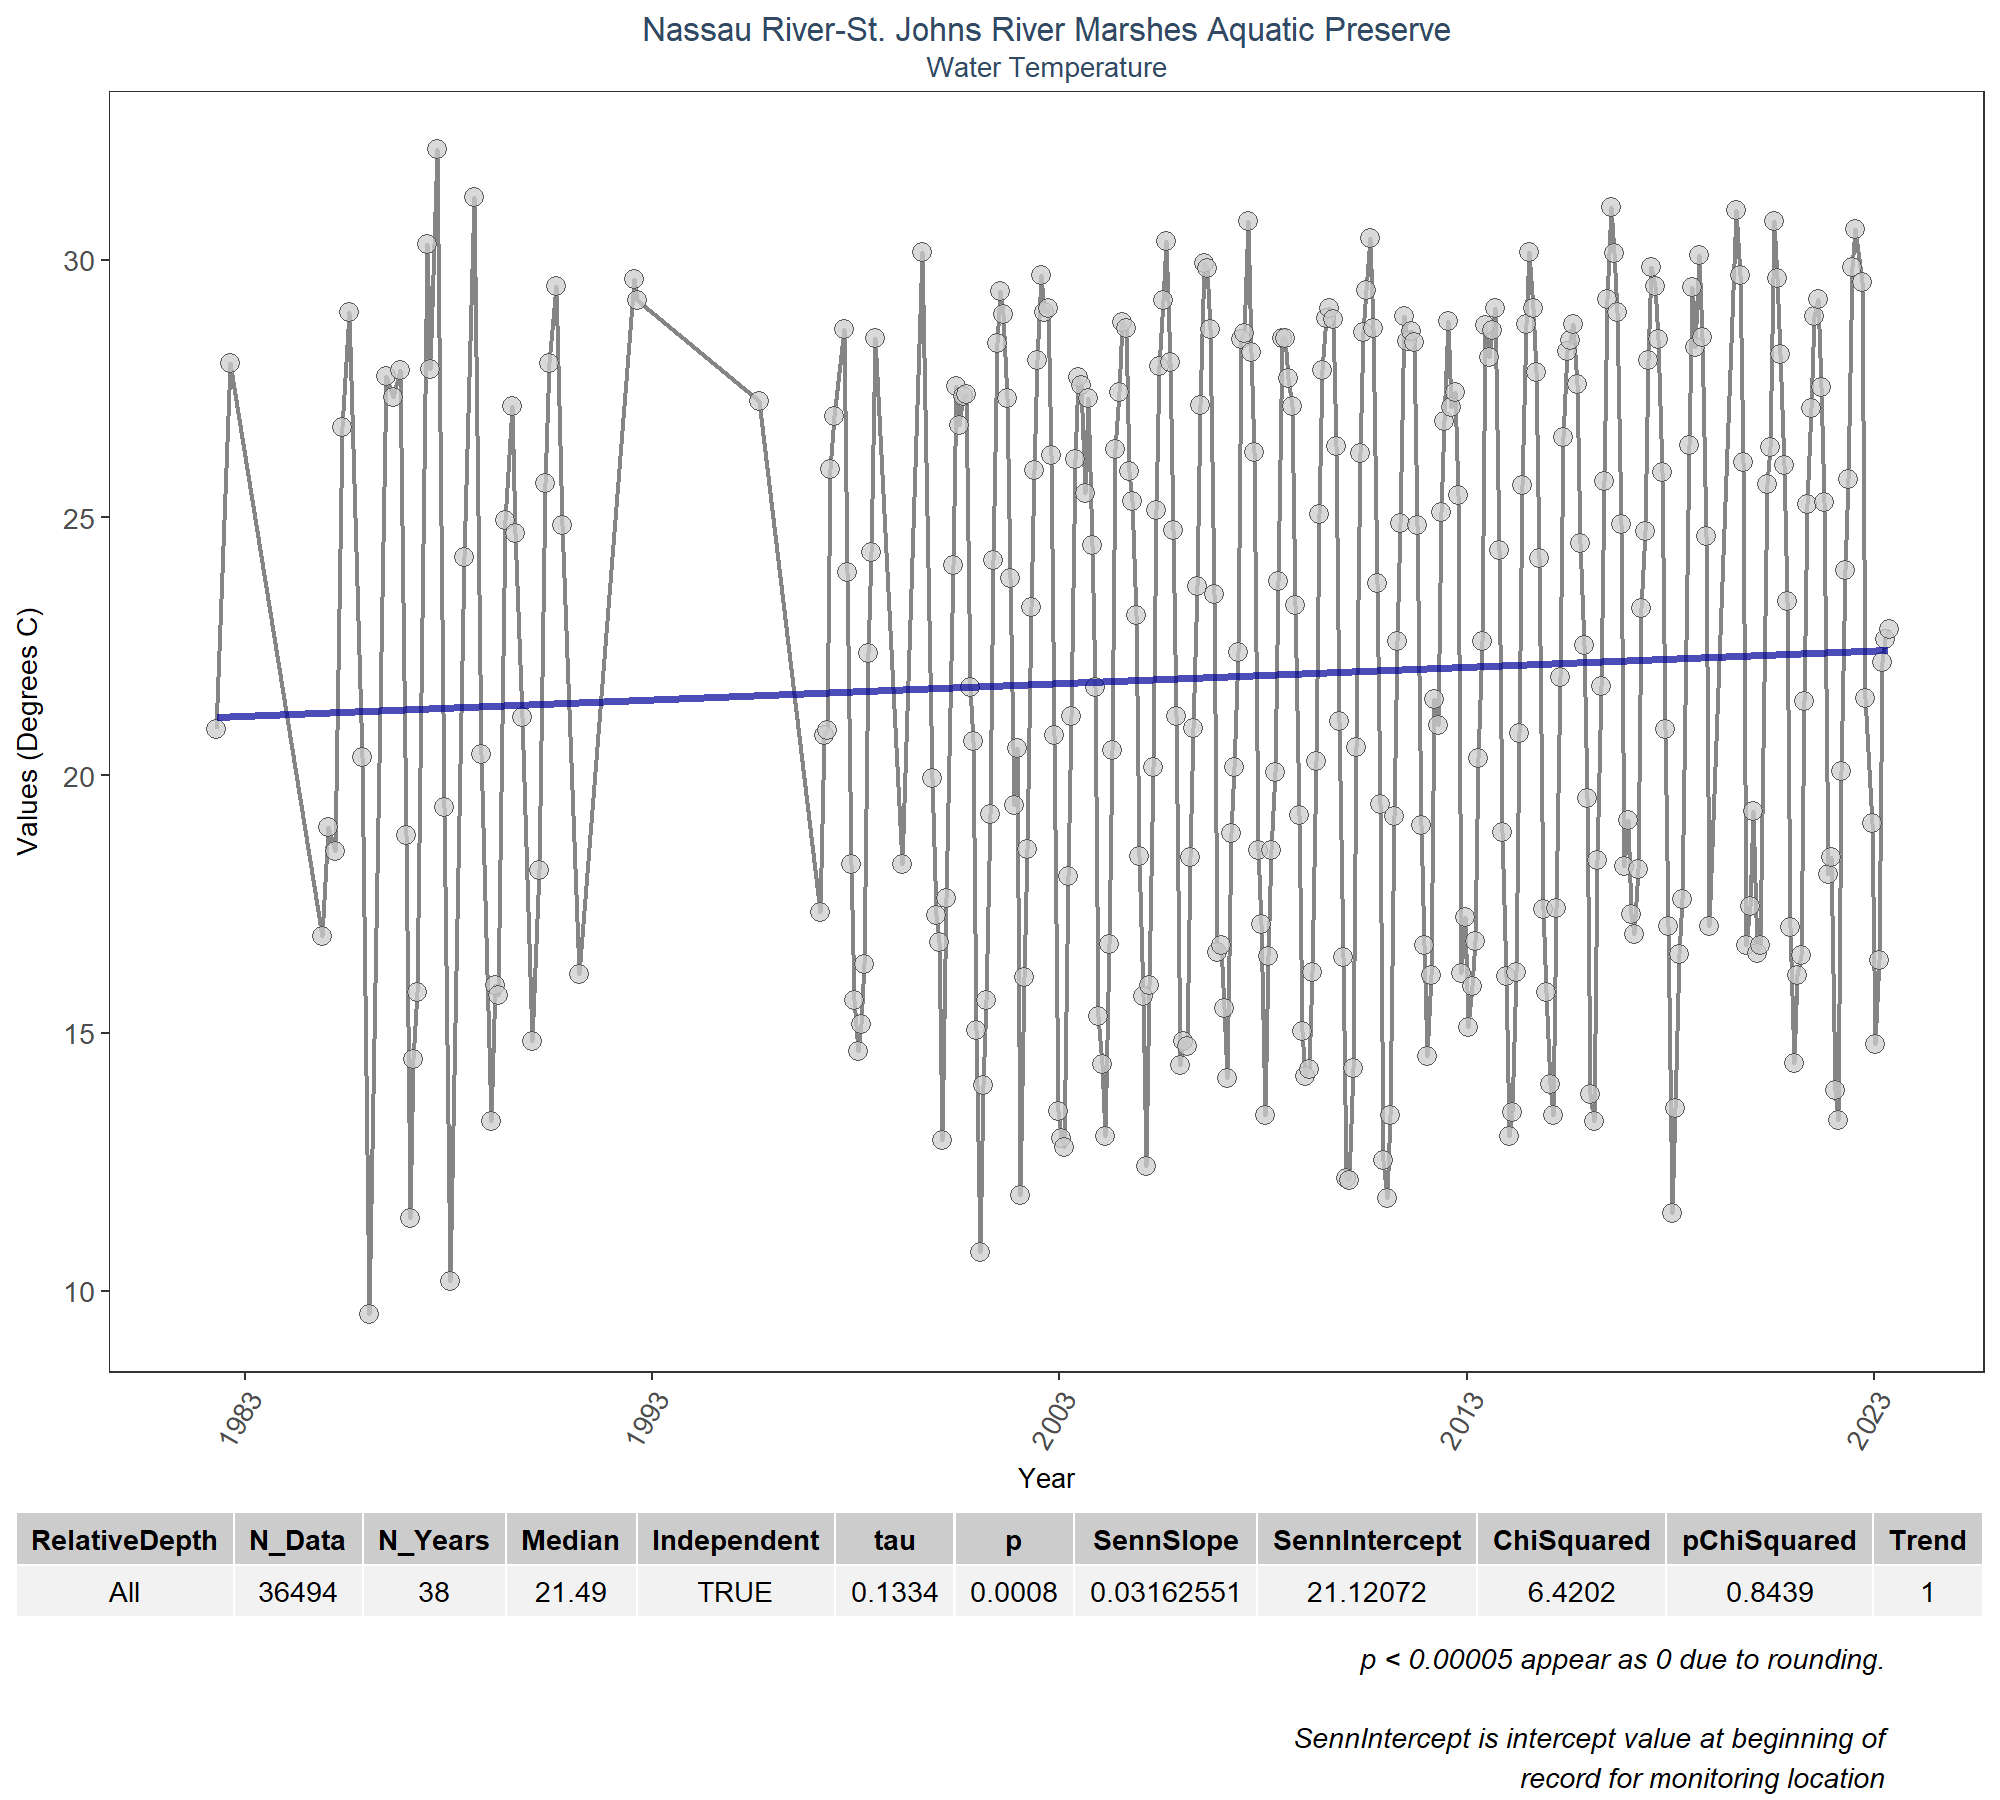 Nassau River-St. Johns River Marshes Aquatic Preserve
Water Temperature
Values (Degrees C)
30
25
20
15
10
1983
1993
2003
2013
2023
Year
RelativeDepth N_Data N_Years Median Independent tau p SennSlope SennIntercept ChiSquared pChiSquared Trend
All 36494 38 21.49 TRUE 0.1334 0.0008 0.03162551 21.12072 6.4202 0.8439 1
p < 0.00005 appear as 0 due to rounding.
SennIntercept is intercept value at beginning of
record for monitoring location